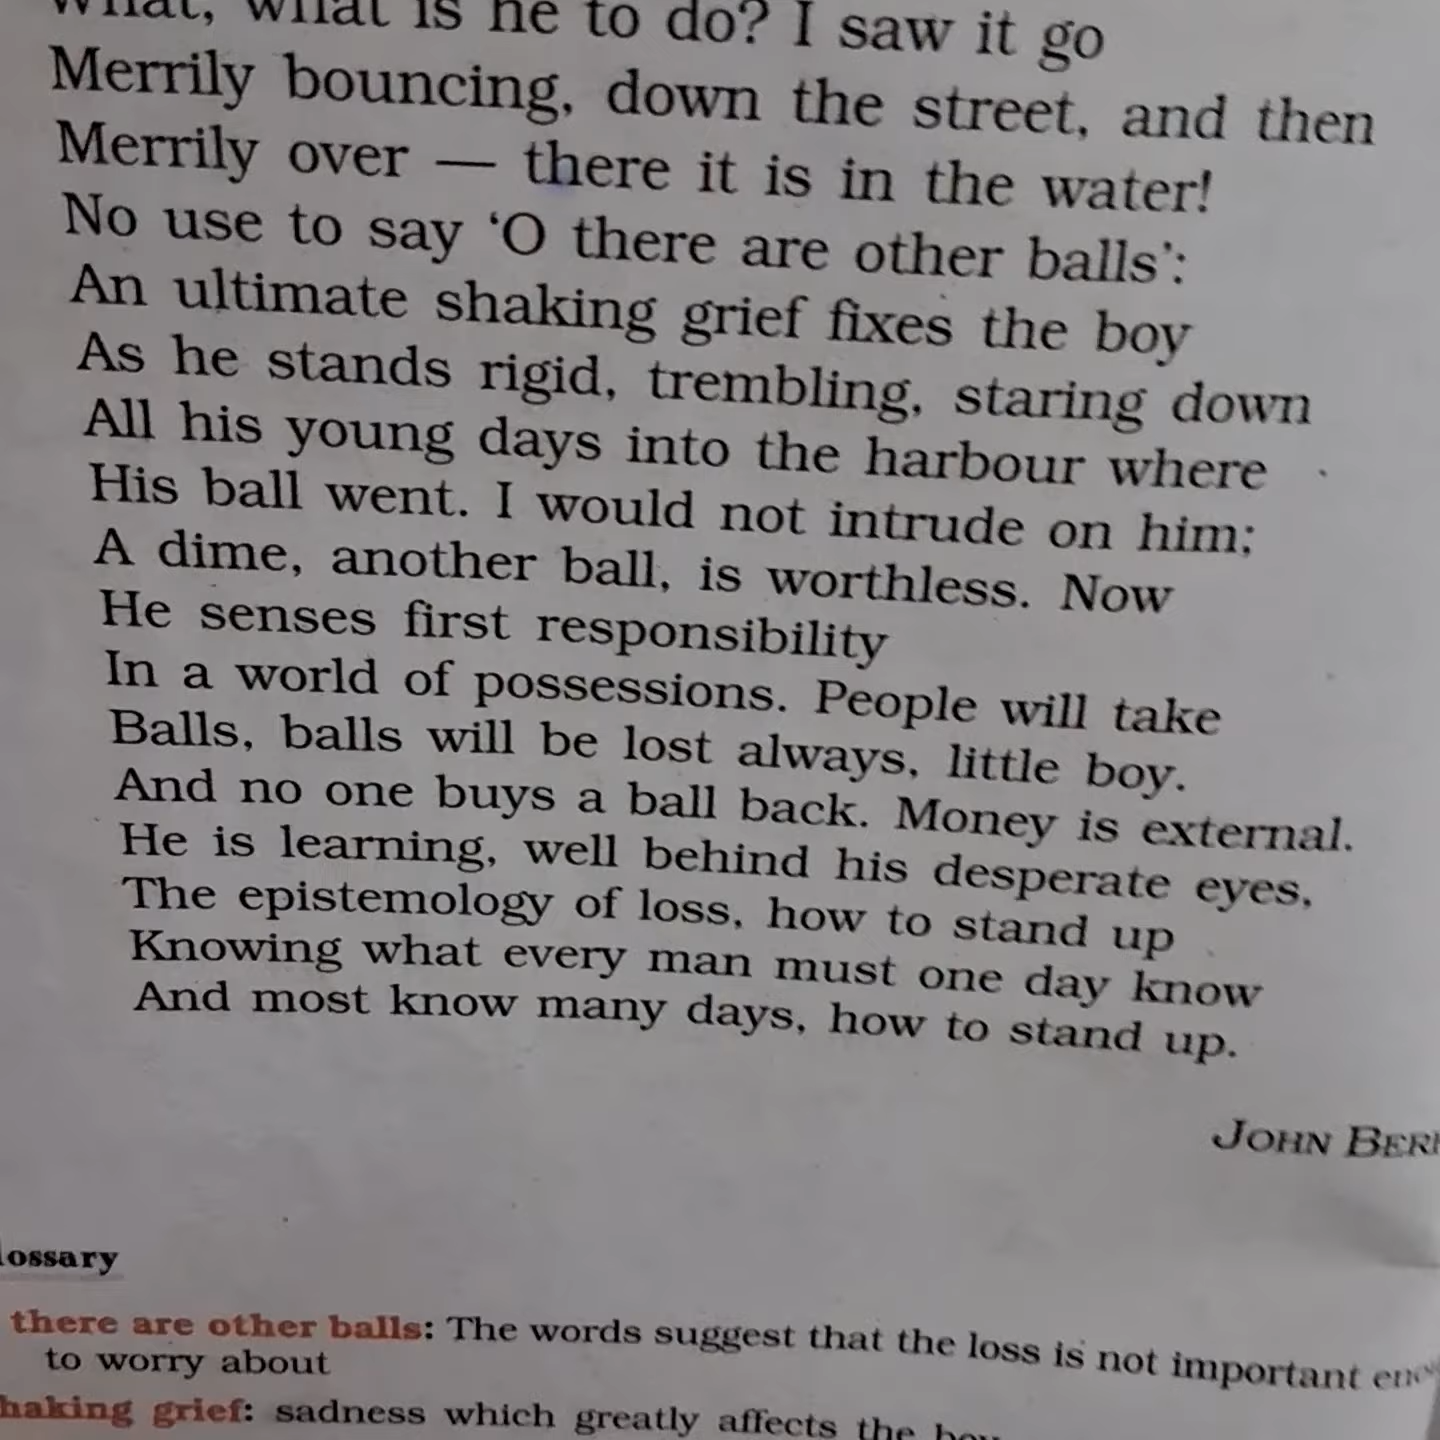 What, what is he to do? I saw it go
Merrily bouncing, down the street, and then
Merrily over — there it is in the water!
No use to say ‘O there are other balls’:
An ultimate shaking grief fixes the boy
As he stands rigid, trembling, staring down
All his young days into the harbour where
His ball went. I would not intrude on him;
A dime, another ball, is worthless. Now
He senses first responsibility
In a world of possessions. People will take
Balls, balls will be lost always, little boy.
And no one buys a ball back. Money is external.
He is learning, well behind his desperate eyes,
The epistemology of loss, how to stand up
Knowing what every man must one day know
And most know many days, how to stand up.
JOHN
lossary
there are other balls: The words suggest that the loss is not important
to worry about
haking grief: sadness which greatly affects the boy